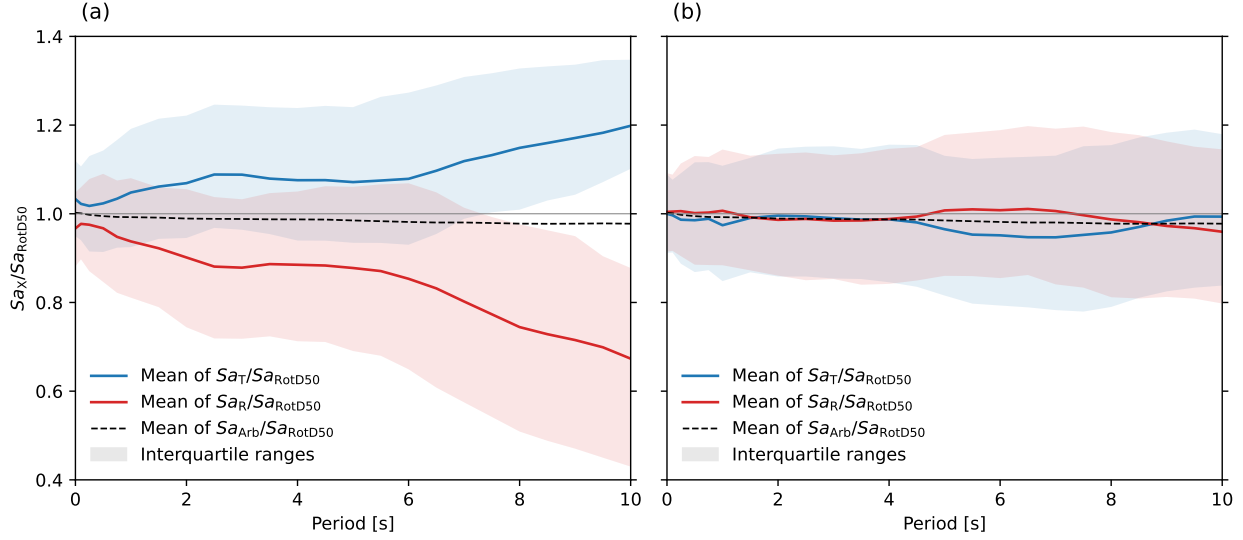 (a)
1.4
1.2
1.0
0.8
0.6
0.4
Sa_X/Sa_RotD50
Mean of Sa_T/Sa_RotD50
Mean of Sa_R/Sa_RotD50
Mean of Sa_Arb/Sa_RotD50
Interquartile ranges
0 2 4 6 8 10
Period [s]
(b)
Mean of Sa_T/Sa_RotD50
Mean of Sa_R/Sa_RotD50
Mean of Sa_Arb/Sa_RotD50
Interquartile ranges
0 2 4 6 8 10
Period [s]